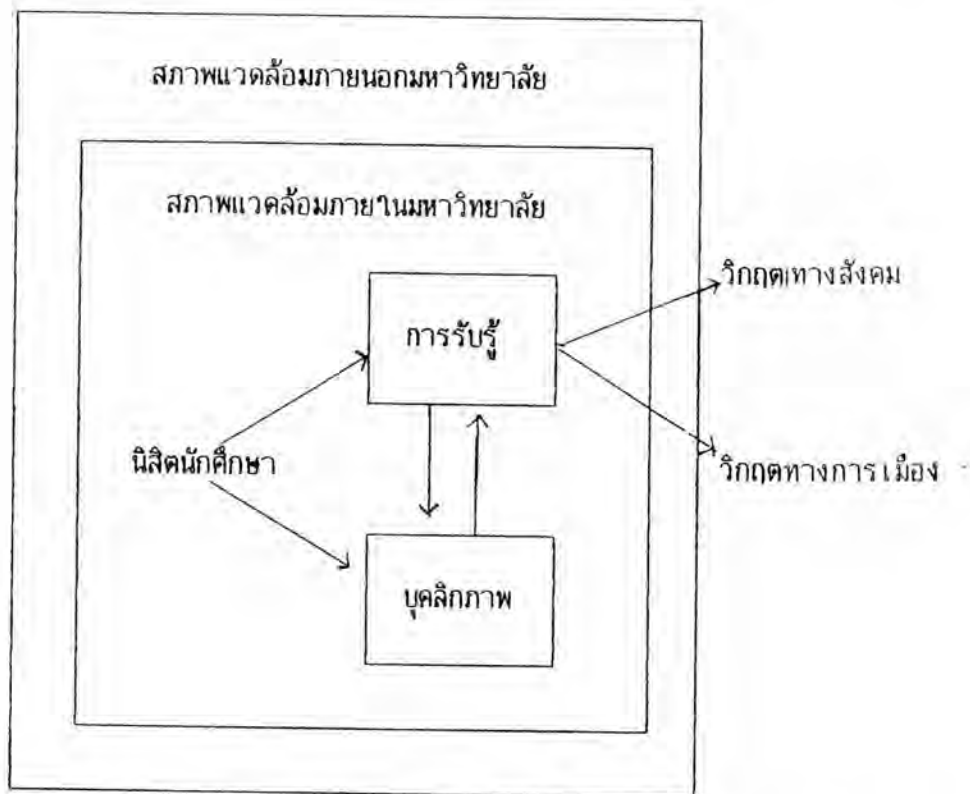 สภาพแวดล้อมภายนอกมหาวิทยาลัย
สภาพแวดล้อมภายในมหาวิทยาลัย
วิกฤตทางสังคม
การรับรู้
นิสิตนักศึกษา
วิกฤตทางการเมือง
บุคลิกภาพ